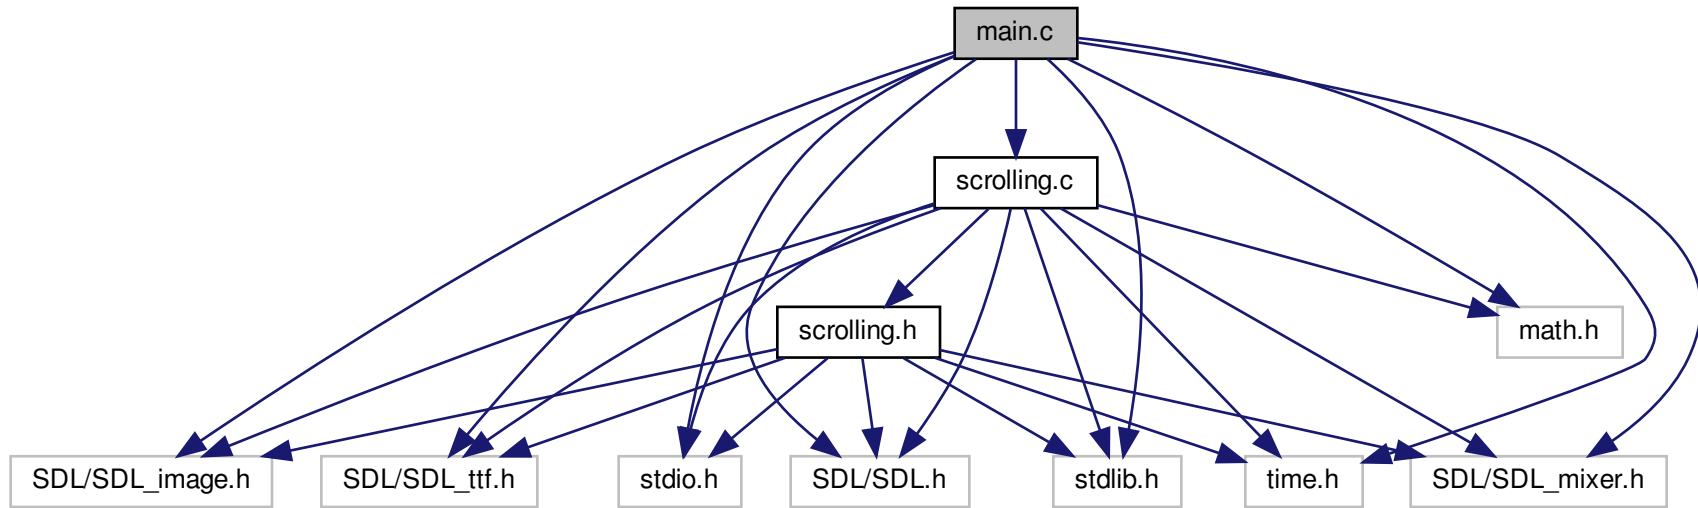 main.c
scrolling.c
scrolling.h
math.h
SDL/SDL_image.h
SDL/SDL_ttf.h
stdio.h
SDL/SDL.h
stdlib.h
time.h
SDL/SDL_mixer.h